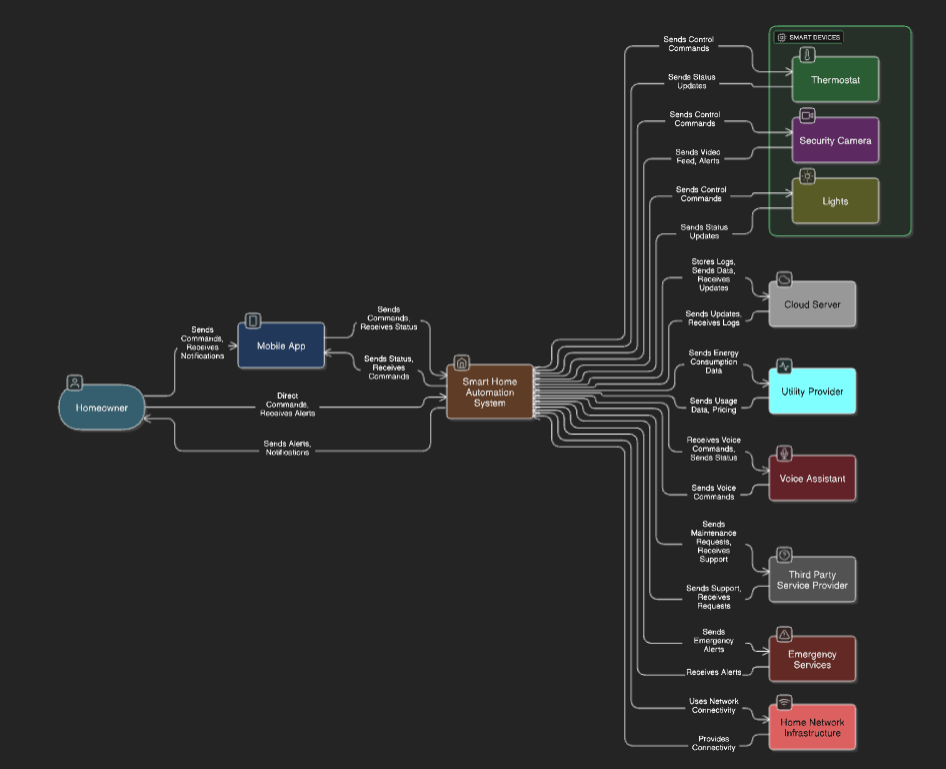 Sends Control
Commands
SMART DEVICES
Thermostat
Sends Status
Updates
Sends Control
Commands
Security Camera
Sends Video
Feed, Alerts
Sends Control
Commands
Lights
Sends Status
Updates
Stores Logs,
Sends Data,
Receives
Updates
Cloud Server
Sends Updates,
Receives Logs
Sends
Commands,
Receives Status
Sends
Commands,
Receives
Notifications
Mobile App
Sends Status,
Receives
Commands
Sends Energy
Consumption
Data
Utility Provider
Sends Usage
Data, Pricing
Smart Home
Automation
System
Homeowner
Direct
Commands,
Receives Alerts
Sends Alerts,
Notifications
Receives Voice
Commands,
Sends Status
Voice Assistant
Sends Voice
Commands
Sends
Maintenance
Requests,
Receives
Support
Third Party
Service Provider
Sends Support,
Receives
Requests
Sends
Emergency
Alerts
Emergency
Services
Receives Alerts
Uses Network
Connectivity
Home Network
Infrastructure
Provides
Connectivity